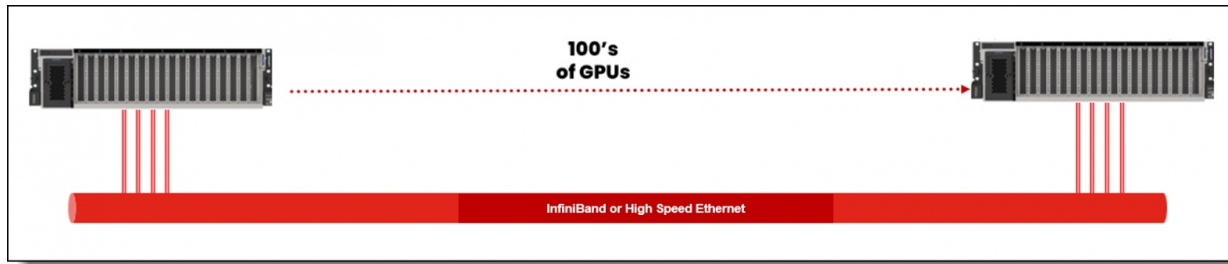 100's
of GPUs
InfiniBand or High Speed Ethernet